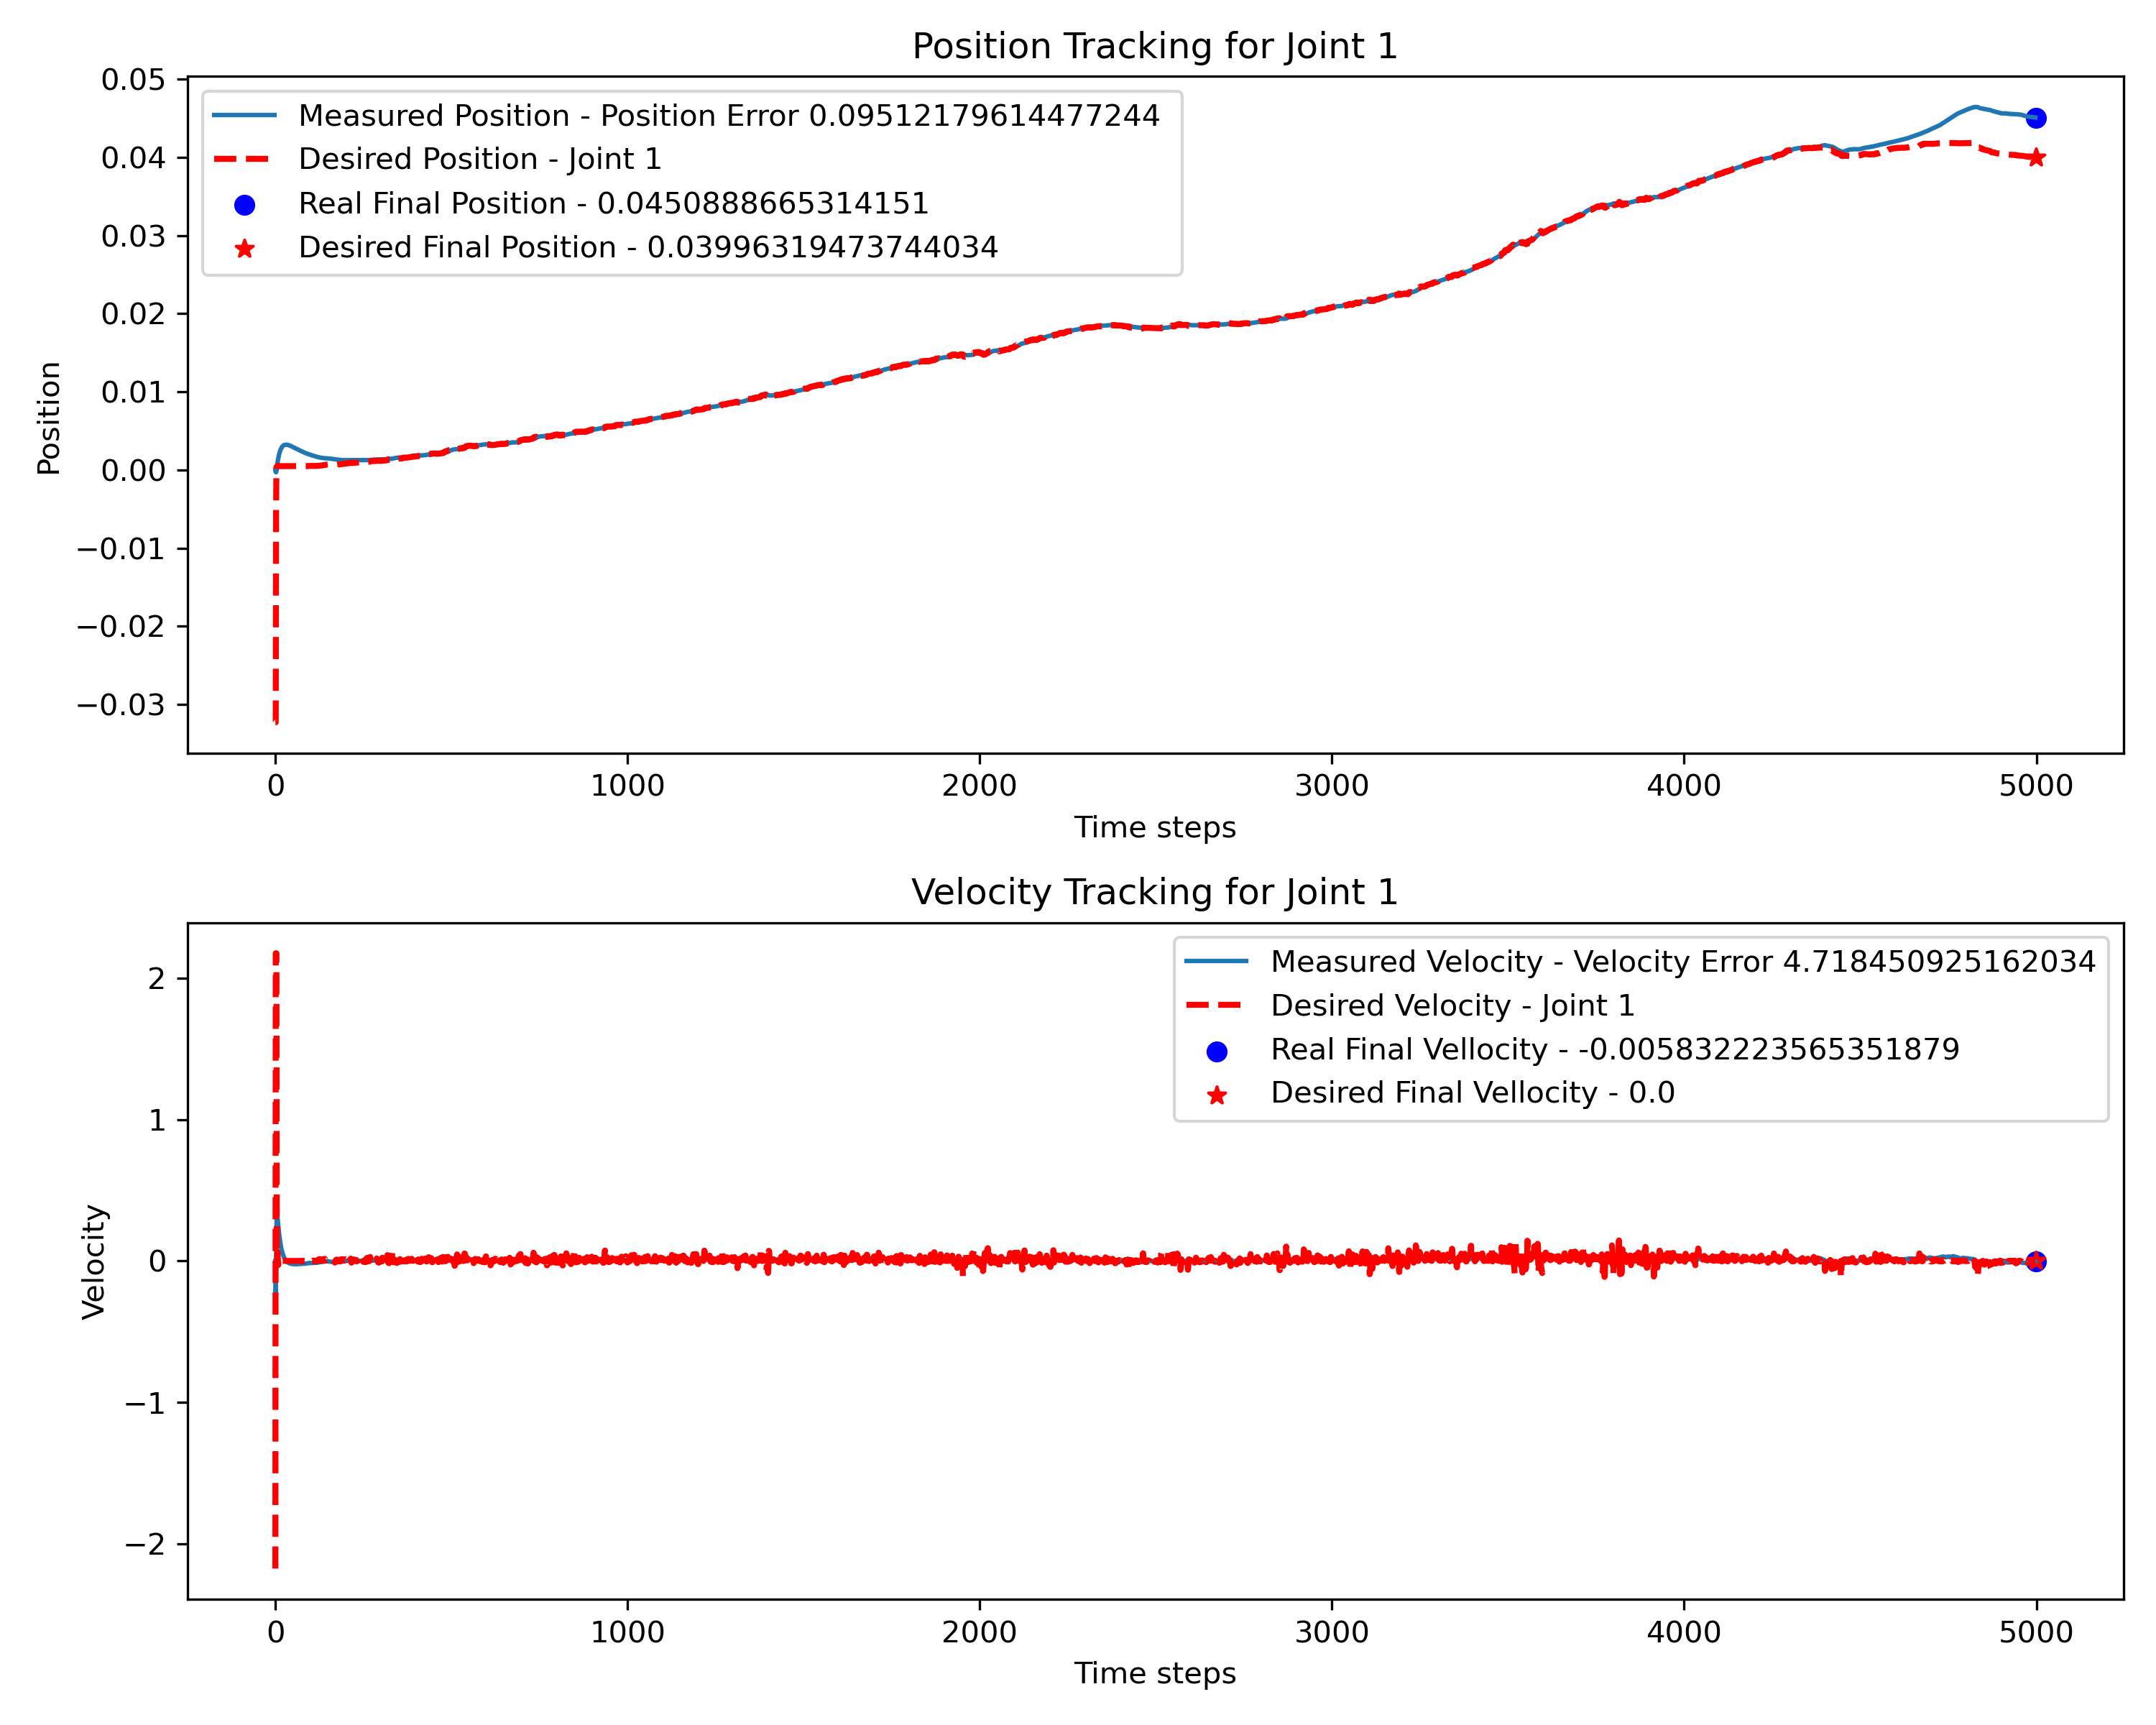 Position Tracking for Joint 1
0.05
0.04
0.03
0.02
0.01
0.00
−0.01
−0.02
−0.03
Position
Measured Position - Position Error 0.09512179614477244
Desired Position - Joint 1
Real Final Position - 0.0450888665314151
Desired Final Position - 0.03996319473744034
0 1000 2000 3000 4000 5000
Time steps
Velocity Tracking for Joint 1
2
1
0
−1
−2
Velocity
Measured Velocity - Velocity Error 4.718450925162034
Desired Velocity - Joint 1
Real Final Vellocity - -0.005832223565351879
Desired Final Vellocity - 0.0
0 1000 2000 3000 4000 5000
Time steps